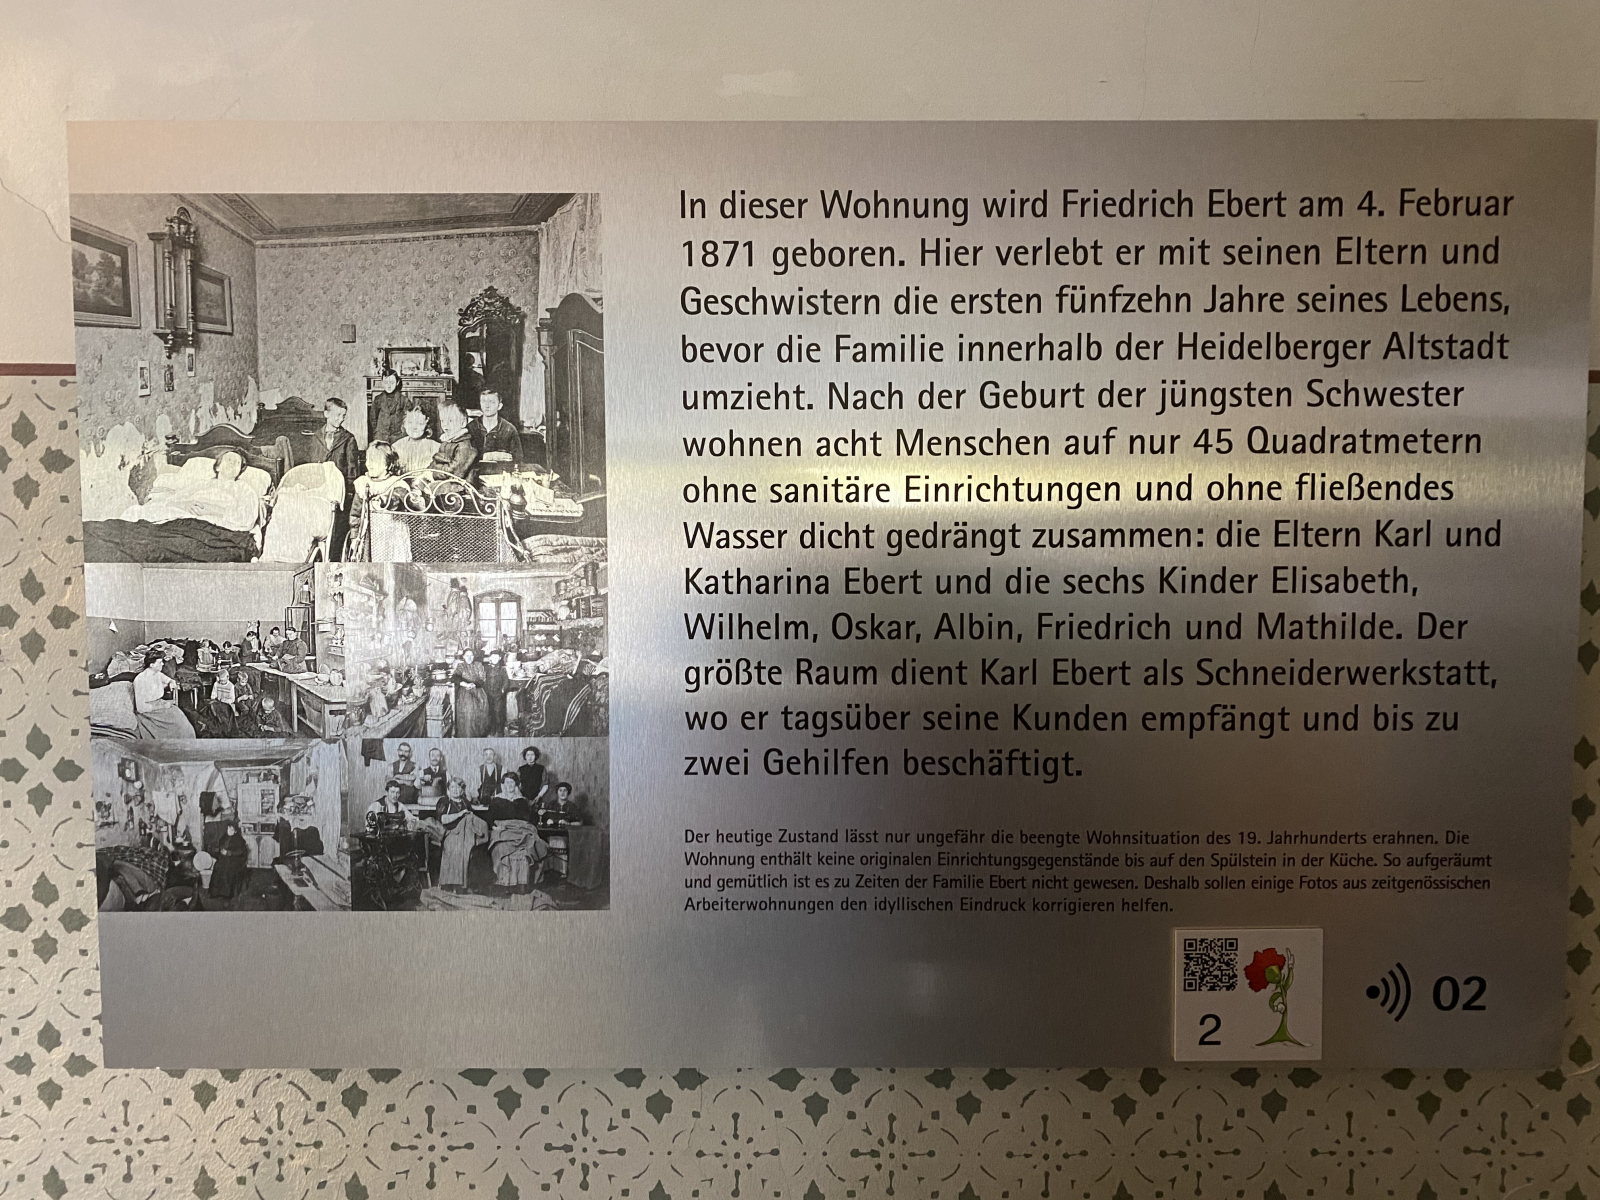 In dieser Wohnung wird Friedrich Ebert am 4. Februar
1871 geboren. Hier verlebt er mit seinen Eltern und
Geschwistern die ersten fünfzehn Jahre seines Lebens,
bevor die Familie innerhalb der Heidelberger Altstadt
umzieht. Nach der Geburt der jüngsten Schwester
wohnen acht Menschen auf nur 45 Quadratmetern
ohne sanitäre Einrichtungen und ohne fließendes
Wasser dicht gedrängt zusammen: die Eltern Karl und
Katharina Ebert und die sechs Kinder Elisabeth,
Wilhelm, Oskar, Albin, Friedrich und Mathilde. Der
größte Raum dient Karl Ebert als Schneiderwerkstatt,
wo er tagsüber seine Kunden empfängt und bis zu
zwei Gehilfen beschäftigt.
Der heutige Zustand lässt nur ungefähr die beengte Wohnsituation des 19. Jahrhunderts erahnen. Die
Wohnung enthält keine originalen Einrichtungsgegenstände bis auf den Spülstein in der Küche. So aufgeräumt
und gemütlich ist es zu Zeiten der Familie Ebert nicht gewesen. Deshalb sollen einige Fotos aus zeitgenössischen
Arbeiterwohnungen den idyllischen Eindruck korrigieren helfen.
2
02